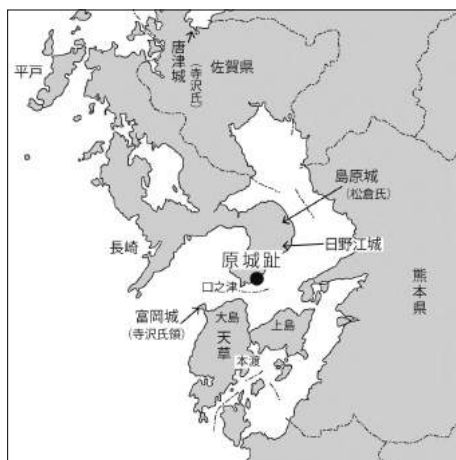 唐津城
(寺沢氏)
佐賀県
平戸
島原城
(松倉氏)
日野江城
長崎
原城趾
口之津
熊本県
富岡城
(寺沢氏領)
大島
上島
天草
本渡